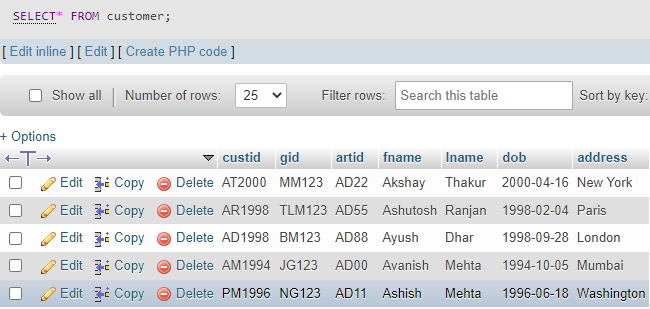 SELECT* FROM customer;
[ Edit inline ] [ Edit ] [ Create PHP code ]
Show all Number of rows: 25 Filter rows: Search this table Sort by key:
+ Options
←T→ custid gid artid fname lname dob address
Edit Copy Delete AT2000 MM123 AD22 Akshay Thakur 2000-04-16 New York
Edit Copy Delete AR1998 TLM123 AD55 Ashutosh Ranjan 1998-02-04 Paris
Edit Copy Delete AD1998 BM123 AD88 Ayush Dhar 1998-09-28 London
Edit Copy Delete AM1994 JG123 AD00 Avanish Mehta 1994-10-05 Mumbai
Edit Copy Delete PM1996 NG123 AD11 Ashish Mehta 1996-06-18 Washington